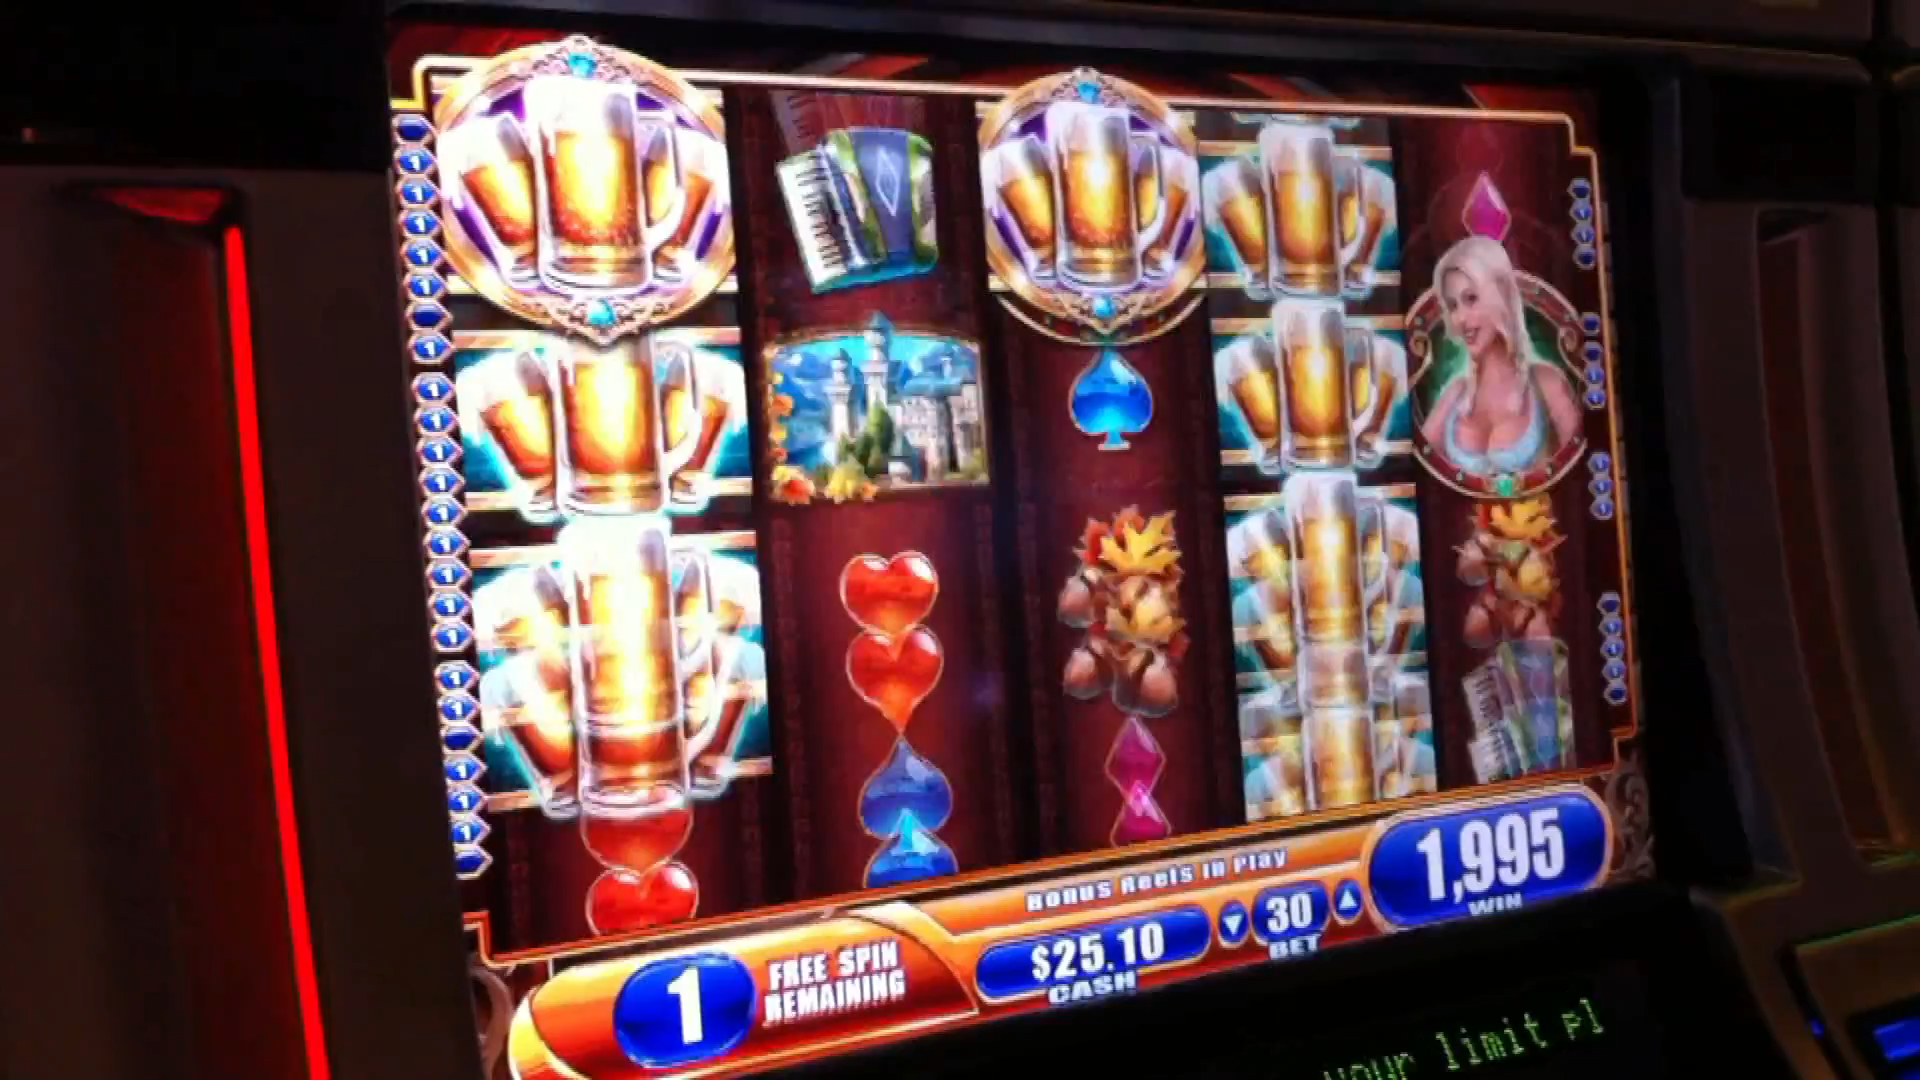 Bonus Reels In Play
1,995
WIN
1
FREE SPIN
REMAINING
$25.10
CASH
30
BET
your limit pl